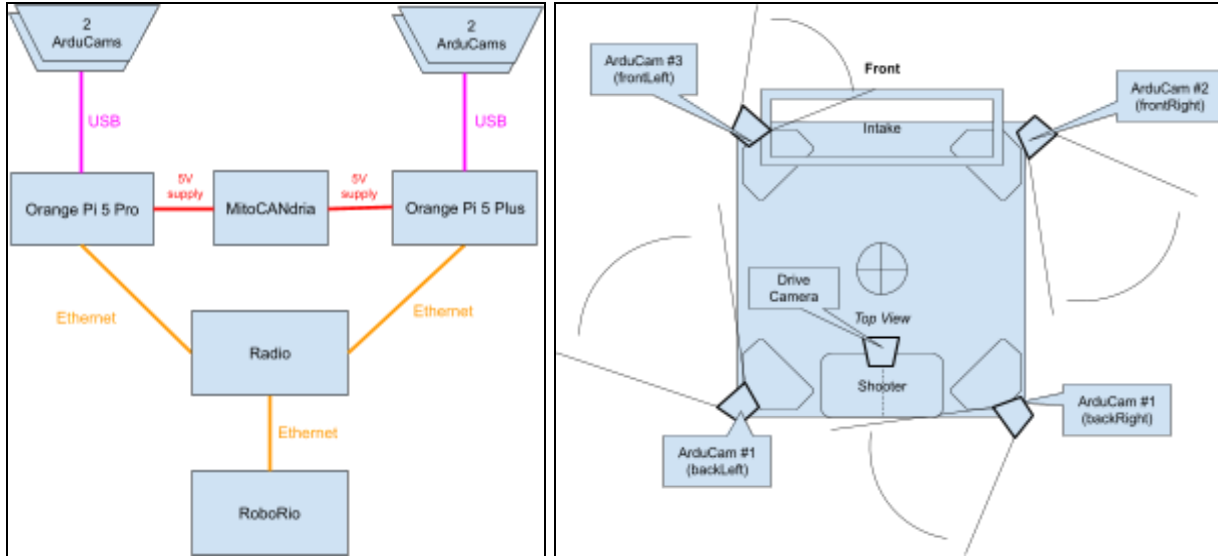 2
ArduCams
2
ArduCams
USB
USB
Orange Pi 5 Pro
5V
supply
MitoCANdria
5V
supply
Orange Pi 5 Plus
Ethernet
Ethernet
Radio
Ethernet
RoboRio
ArduCam #3
(frontLeft)
Front
ArduCam #2
(frontRight)
Intake
Drive
Camera
Top View
Shooter
ArduCam #1
(backLeft)
ArduCam #1
(backRight)